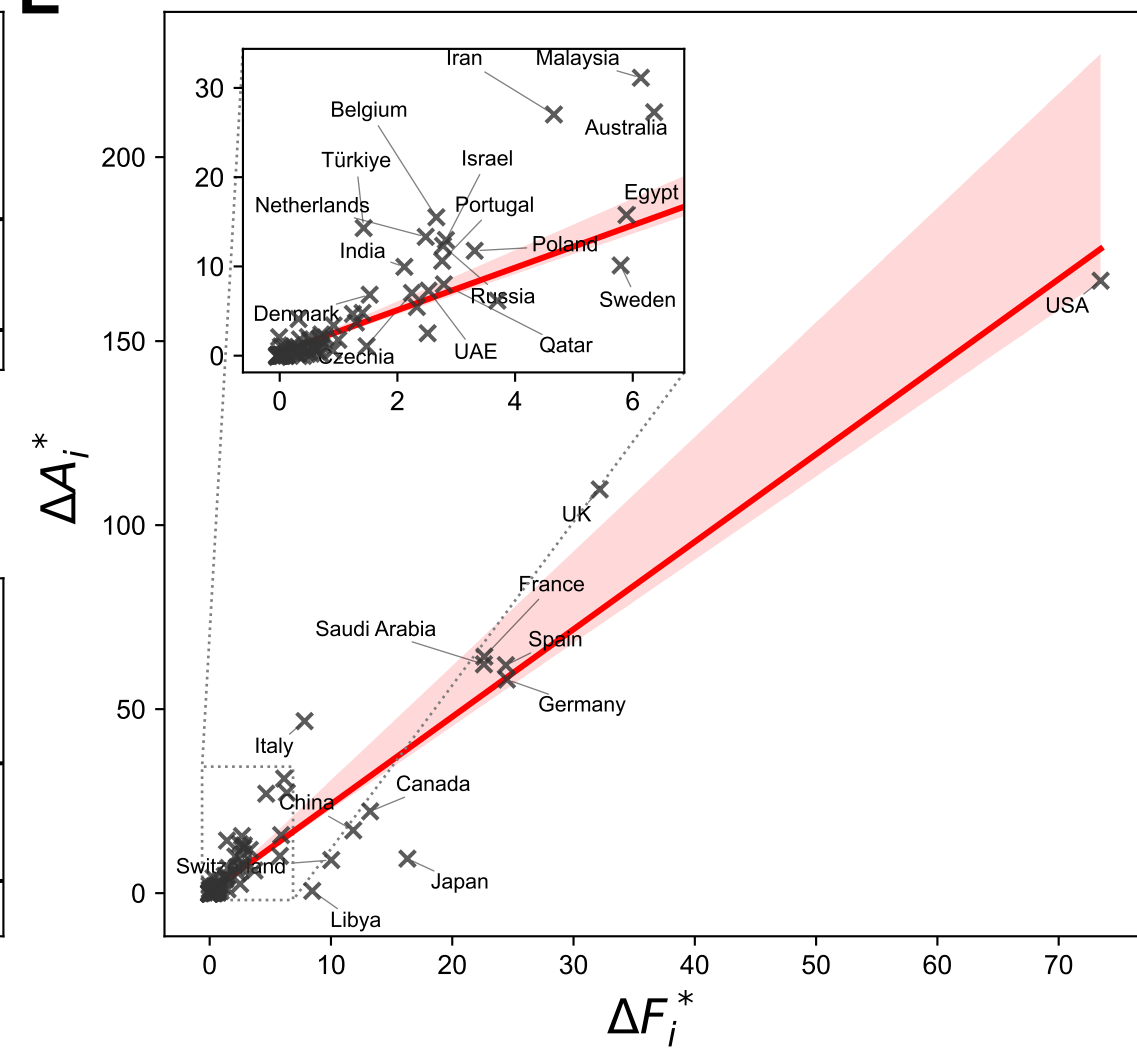 Iran
Malaysia
30
Belgium
Australia
Türkiye
Israel
200
20
Egypt
Netherlands
Portugal
India
Poland
10
Russia
Sweden
Denmark
USA
150
0
Czechia
UAE
Qatar
0 2 4 6
ΔA_i^*
100
UK
France
Saudi Arabia
Spain
50
Germany
Italy
China
Canada
Switzerland
Japan
0
Libya
0 10 20 30 40 50 60 70
ΔF_i^*